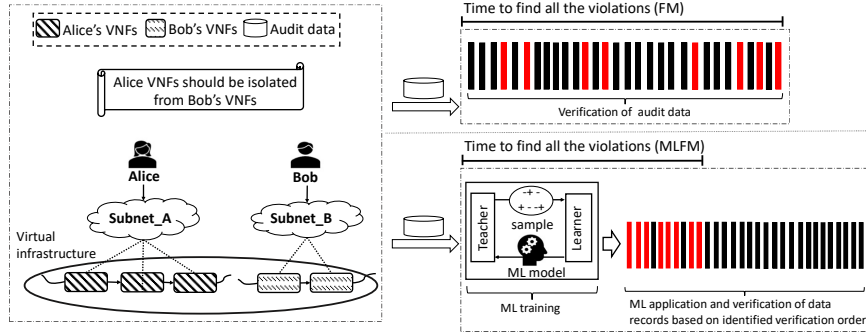 Alice's VNFs
Bob's VNFs
Audit data
Alice VNFs should be isolated
from Bob's VNFs
Alice
Bob
Subnet_A
Subnet_B
Virtual
infrastructure
Time to find all the violations (FM)
Verification of audit data
Time to find all the violations (MLFM)
Teacher
- + -
+ - - +
sample
Learner
ML model
ML training
ML application and verification of data
records based on identified verification order